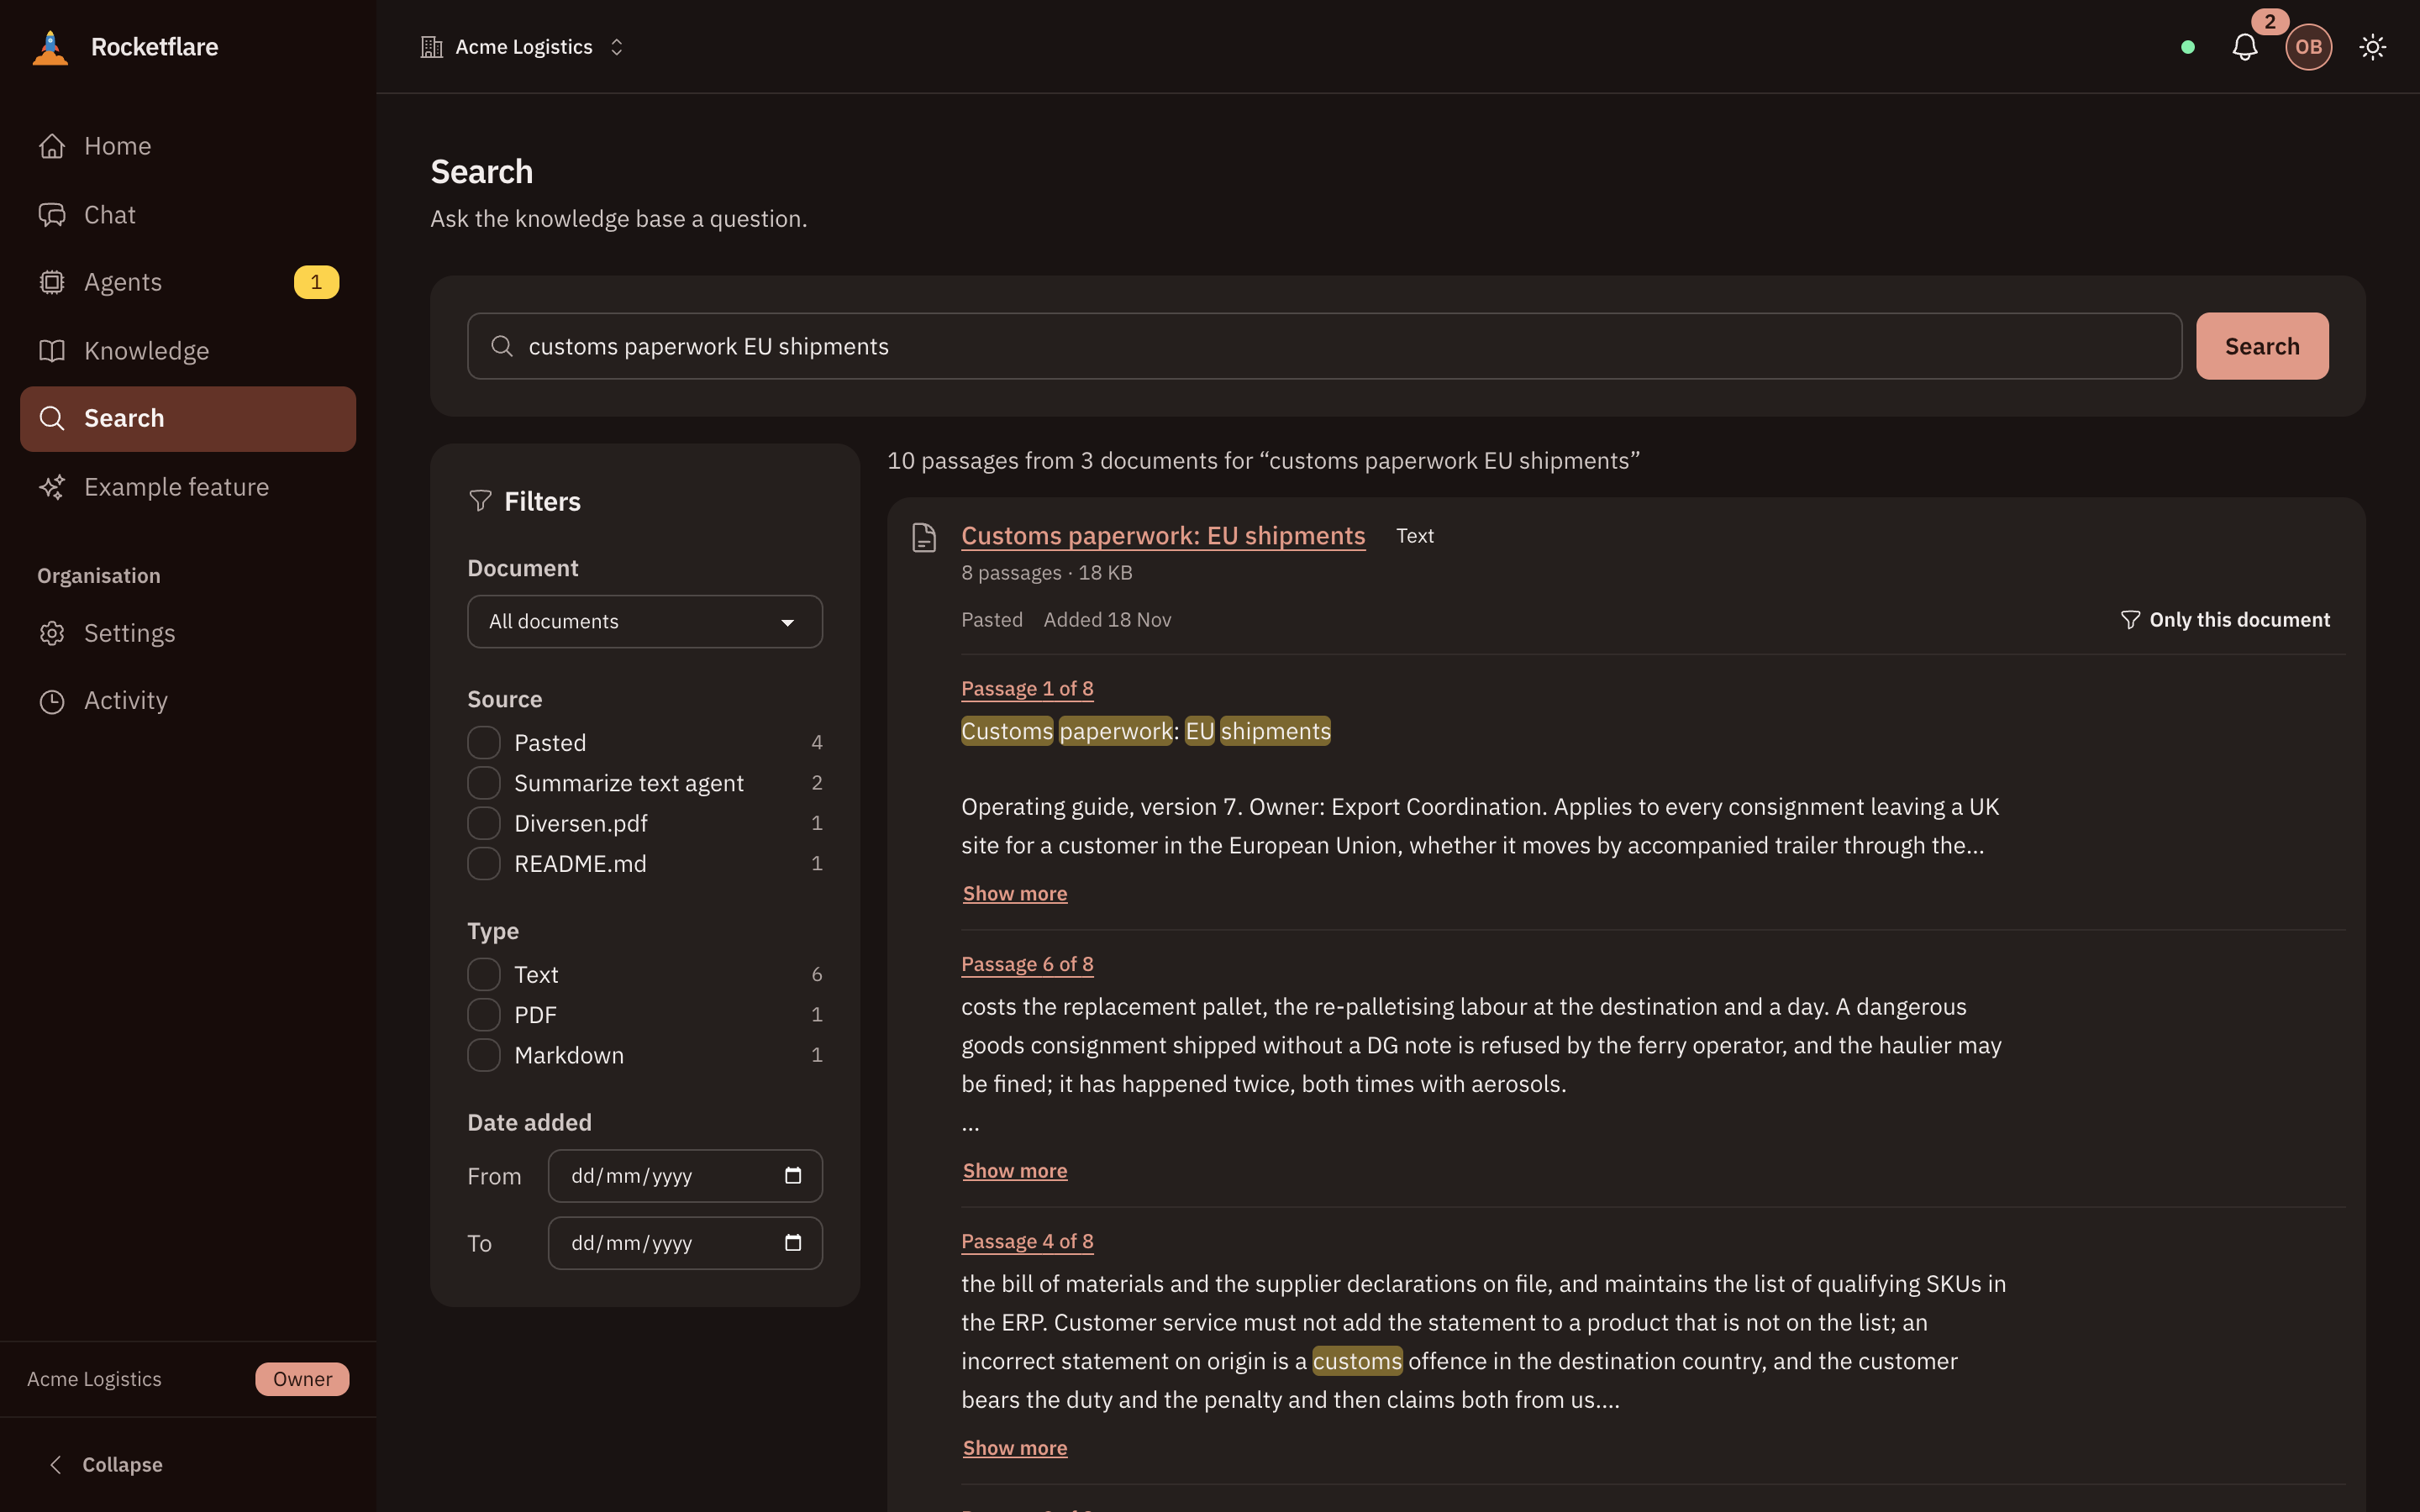 Rocketflare
Acme Logistics
2
OB
Home
Chat
Agents
1
Knowledge
Search
Example feature
Organisation
Settings
Activity
Acme Logistics
Owner
Collapse
Search
Ask the knowledge base a question.
customs paperwork EU shipments
Search
Filters
Document
All documents
Source
Pasted 4
Summarize text agent 2
Diversen.pdf 1
README.md 1
Type
Text 6
PDF 1
Markdown 1
Date added
From dd/mm/yyyy
To dd/mm/yyyy
10 passages from 3 documents for “customs paperwork EU shipments”
Customs paperwork: EU shipments Text
8 passages · 18 KB
Pasted Added 18 Nov
Only this document
Passage 1 of 8
Customs paperwork: EU shipments
Operating guide, version 7. Owner: Export Coordination. Applies to every consignment leaving a UK
site for a customer in the European Union, whether it moves by accompanied trailer through the...
Show more
Passage 6 of 8
costs the replacement pallet, the re-palletising labour at the destination and a day. A dangerous
goods consignment shipped without a DG note is refused by the ferry operator, and the haulier may
be fined; it has happened twice, both times with aerosols.
...
Show more
Passage 4 of 8
the bill of materials and the supplier declarations on file, and maintains the list of qualifying SKUs in
the ERP. Customer service must not add the statement to a product that is not on the list; an
incorrect statement on origin is a customs offence in the destination country, and the customer
bears the duty and the penalty and then claims both from us....
Show more